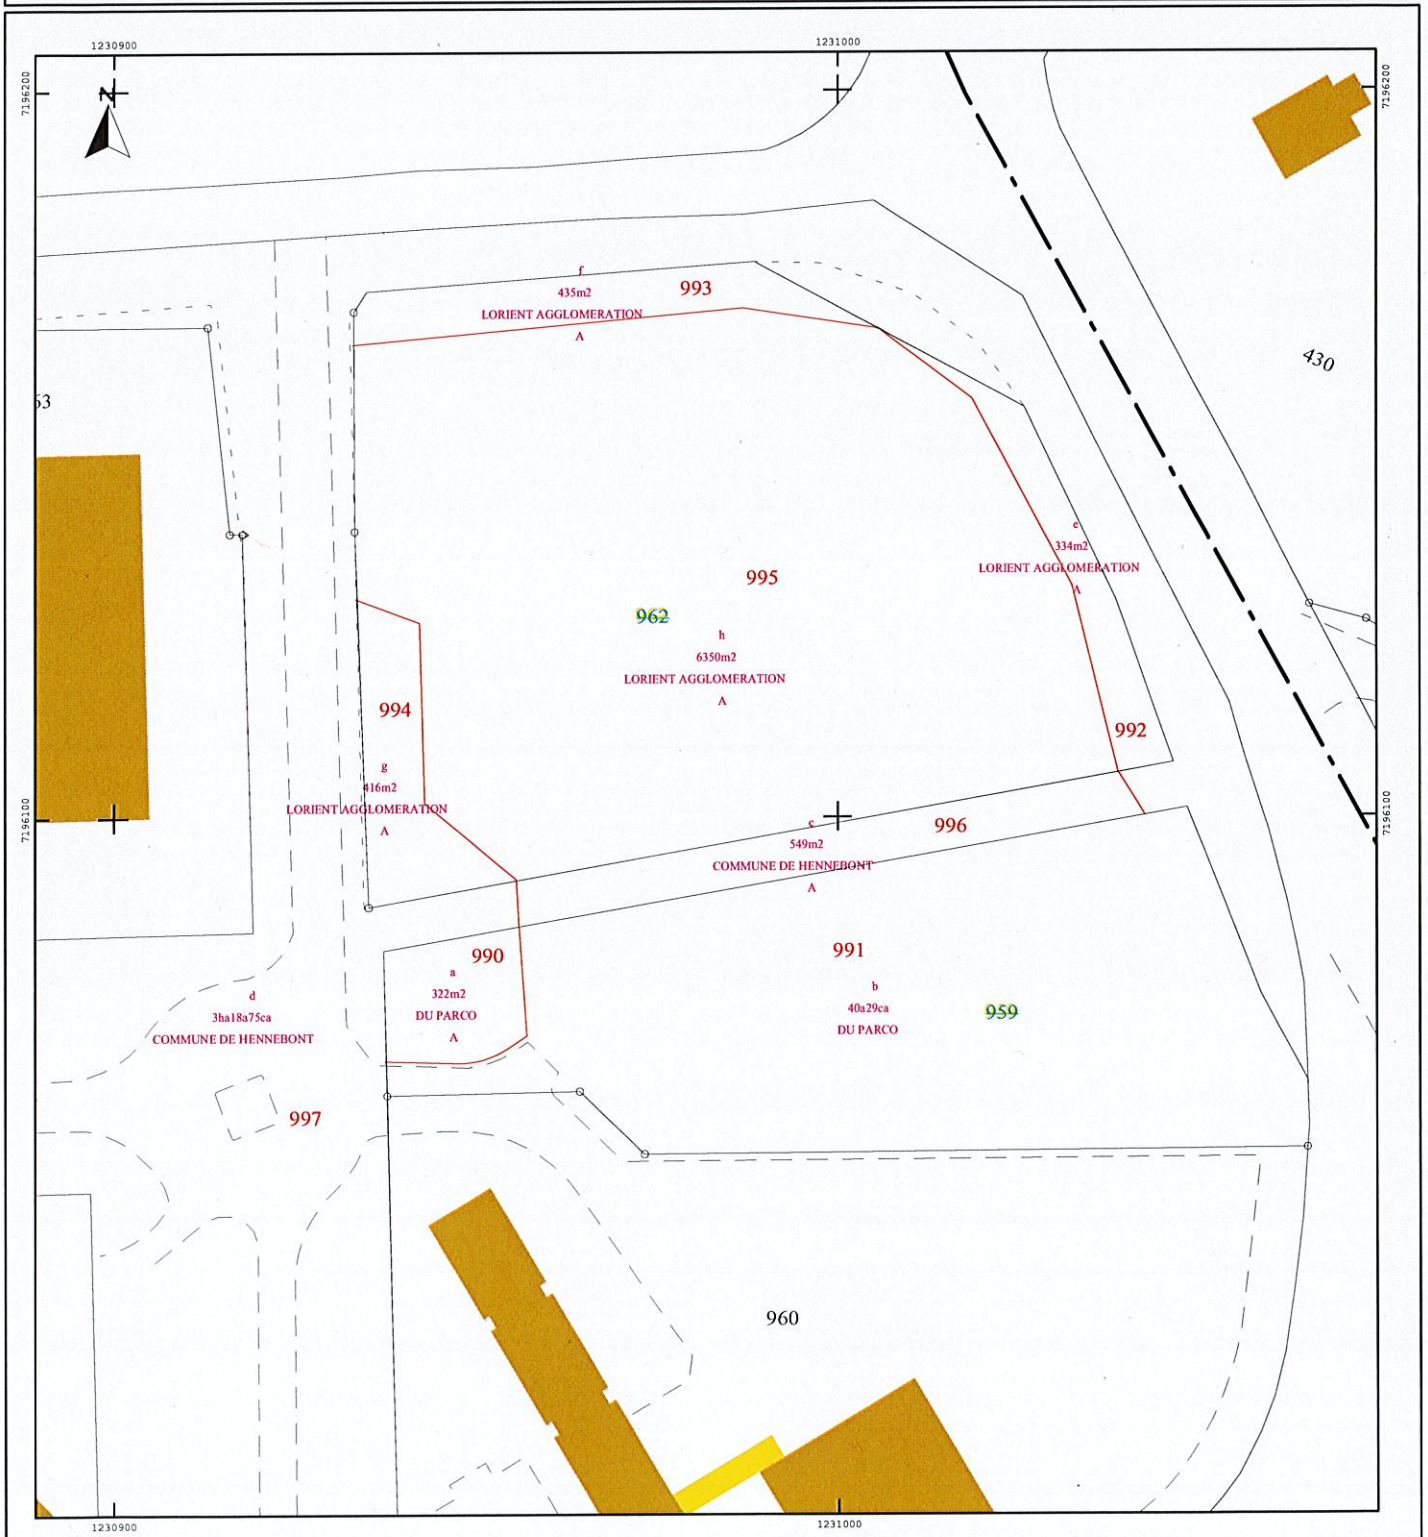 1230900
1231000
7196200
7196200
N
f
435m2
993
LORIENT AGGLOMERATION
A
430
63
e
334m2
LORIENT AGGLOMERATION
A
995
962
h
6350m2
LORIENT AGGLOMERATION
A
994
992
g
416m2
LORIENT AGGLOMERATION
A
7196100
7196100
996
c
549m2
COMMUNE DE HENNEBONT
A
990
991
a
322m2
DU PARCO
A
b
40a29ca
DU PARCO
959
d
3ha18a75ca
COMMUNE DE HENNEBONT
997
960
1230900
1231000